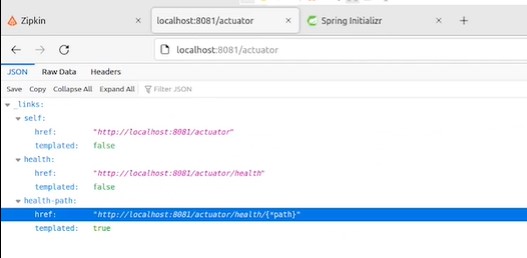 Zipkin
localhost:8081/actuator
Spring Initializr
localhost:8081/actuator
JSON Raw Data Headers
Save Copy Collapse All Expand All Filter JSON
_links:
self:
href: "http://localhost:8081/actuator"
templated: false
health:
href: "http://localhost:8081/actuator/health"
templated: false
health-path:
href: "http://localhost:8081/actuator/health/{*path}"
templated: true